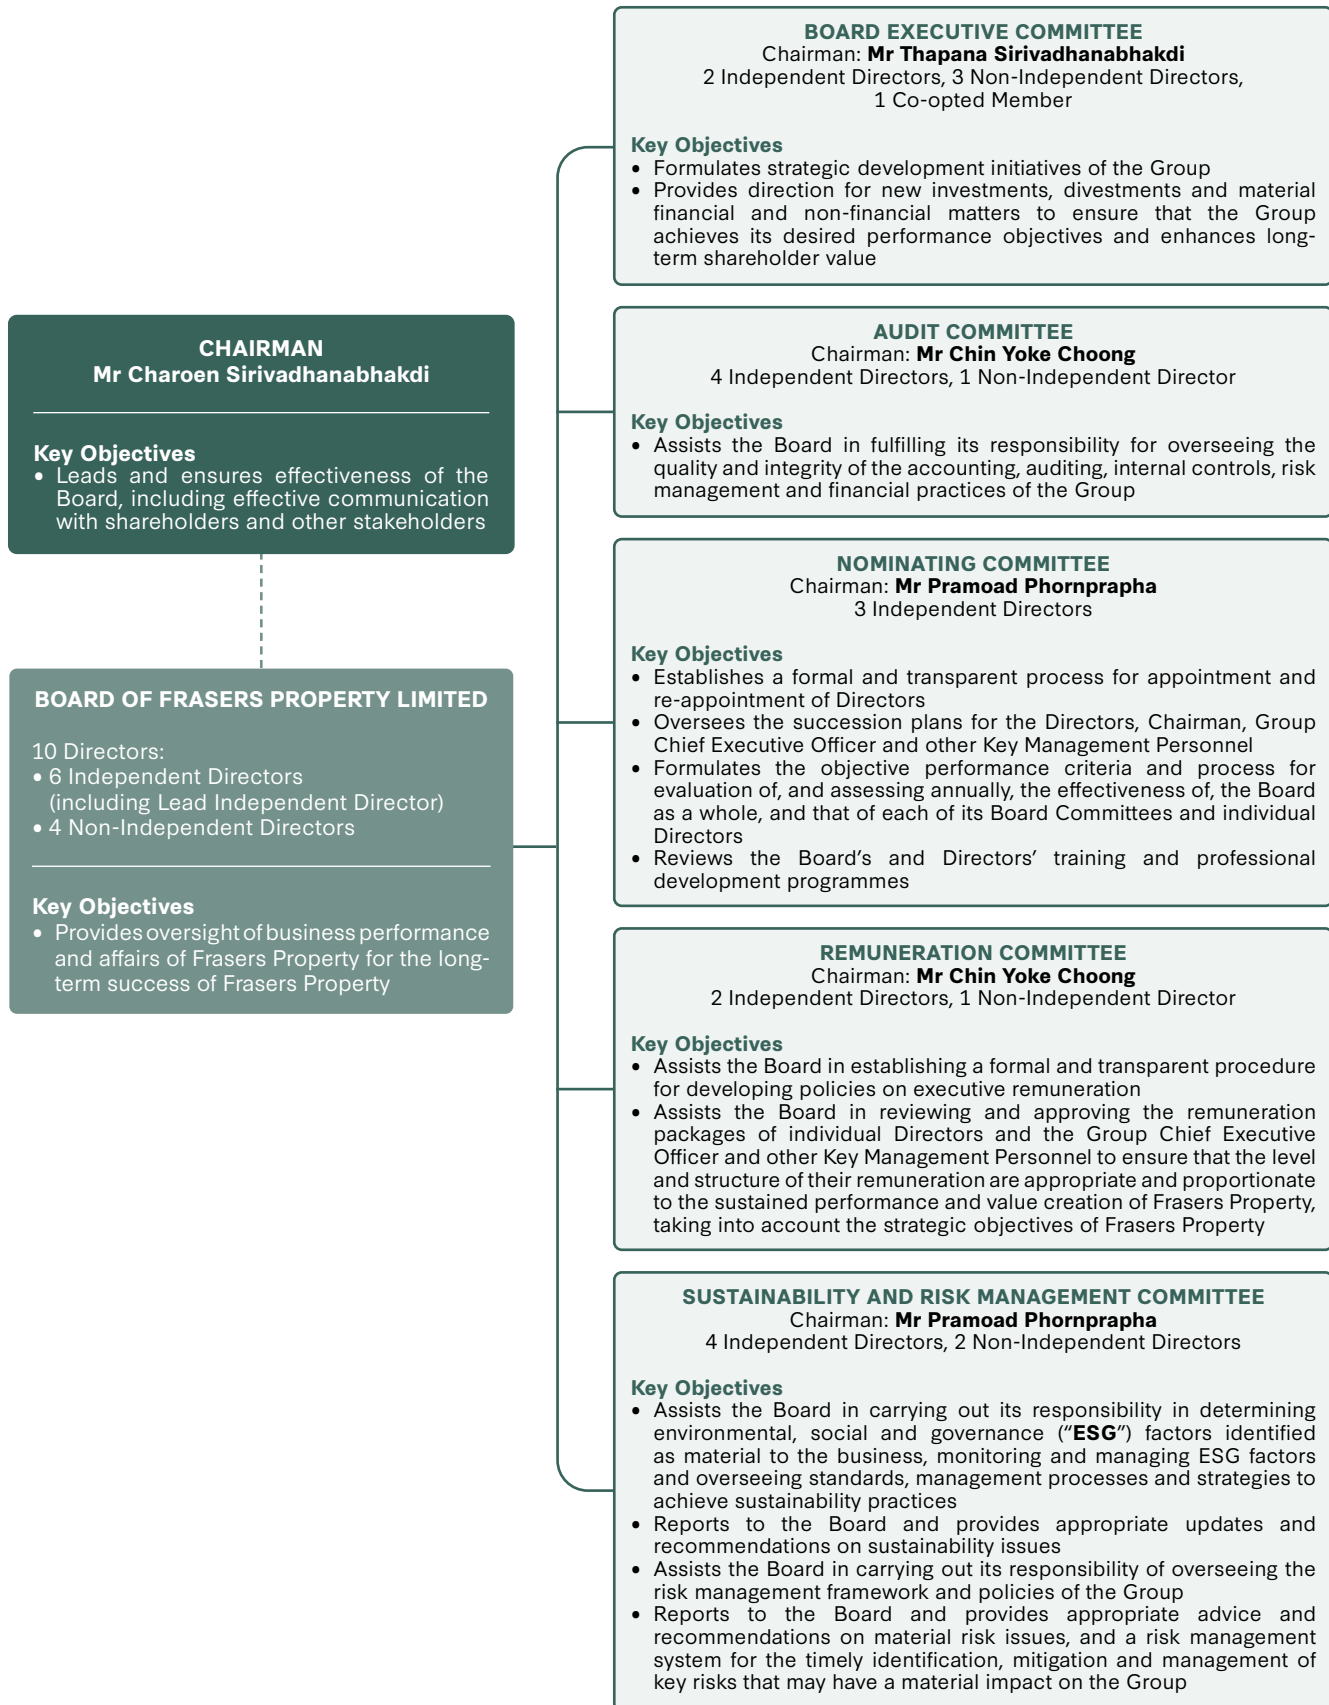 CHAIRMAN
Mr Charoen Sirivadhanabhakdi
Key Objectives
• Leads and ensures effectiveness of the
Board, including effective communication
with shareholders and other stakeholders
BOARD OF FRASERS PROPERTY LIMITED
10 Directors:
• 6 Independent Directors
(including Lead Independent Director)
• 4 Non-Independent Directors
Key Objectives
• Provides oversight of business performance
and affairs of Frasers Property for the long-
term success of Frasers Property
BOARD EXECUTIVE COMMITTEE
Chairman: Mr Thapana Sirivadhanabhakdi
2 Independent Directors, 3 Non-Independent Directors,
1 Co-opted Member
Key Objectives
• Formulates strategic development initiatives of the Group
• Provides direction for new investments, divestments and material
financial and non-financial matters to ensure that the Group
achieves its desired performance objectives and enhances long-
term shareholder value
AUDIT COMMITTEE
Chairman: Mr Chin Yoke Choong
4 Independent Directors, 1 Non-Independent Director
Key Objectives
• Assists the Board in fulfilling its responsibility for overseeing the
quality and integrity of the accounting, auditing, internal controls, risk
management and financial practices of the Group
NOMINATING COMMITTEE
Chairman: Mr Pramoad Phornprapha
3 Independent Directors
Key Objectives
• Establishes a formal and transparent process for appointment and
re-appointment of Directors
• Oversees the succession plans for the Directors, Chairman, Group
Chief Executive Officer and other Key Management Personnel
• Formulates the objective performance criteria and process for
evaluation of, and assessing annually, the effectiveness of, the Board
as a whole, and that of each of its Board Committees and individual
Directors
• Reviews the Board's and Directors' training and professional
development programmes
REMUNERATION COMMITTEE
Chairman: Mr Chin Yoke Choong
2 Independent Directors, 1 Non-Independent Director
Key Objectives
• Assists the Board in establishing a formal and transparent procedure
for developing policies on executive remuneration
• Assists the Board in reviewing and approving the remuneration
packages of individual Directors and the Group Chief Executive
Officer and other Key Management Personnel to ensure that the level
and structure of their remuneration are appropriate and proportionate
to the sustained performance and value creation of Frasers Property,
taking into account the strategic objectives of Frasers Property
SUSTAINABILITY AND RISK MANAGEMENT COMMITTEE
Chairman: Mr Pramoad Phornprapha
4 Independent Directors, 2 Non-Independent Directors
Key Objectives
• Assists the Board in carrying out its responsibility in determining
environmental, social and governance (“ESG”) factors identified
as material to the business, monitoring and managing ESG factors
and overseeing standards, management processes and strategies to
achieve sustainability practices
• Reports to the Board and provides appropriate updates and
recommendations on sustainability issues
• Assists the Board in carrying out its responsibility of overseeing the
risk management framework and policies of the Group
• Reports to the Board and provides appropriate advice and
recommendations on material risk issues, and a risk management
system for the timely identification, mitigation and management of
key risks that may have a material impact on the Group